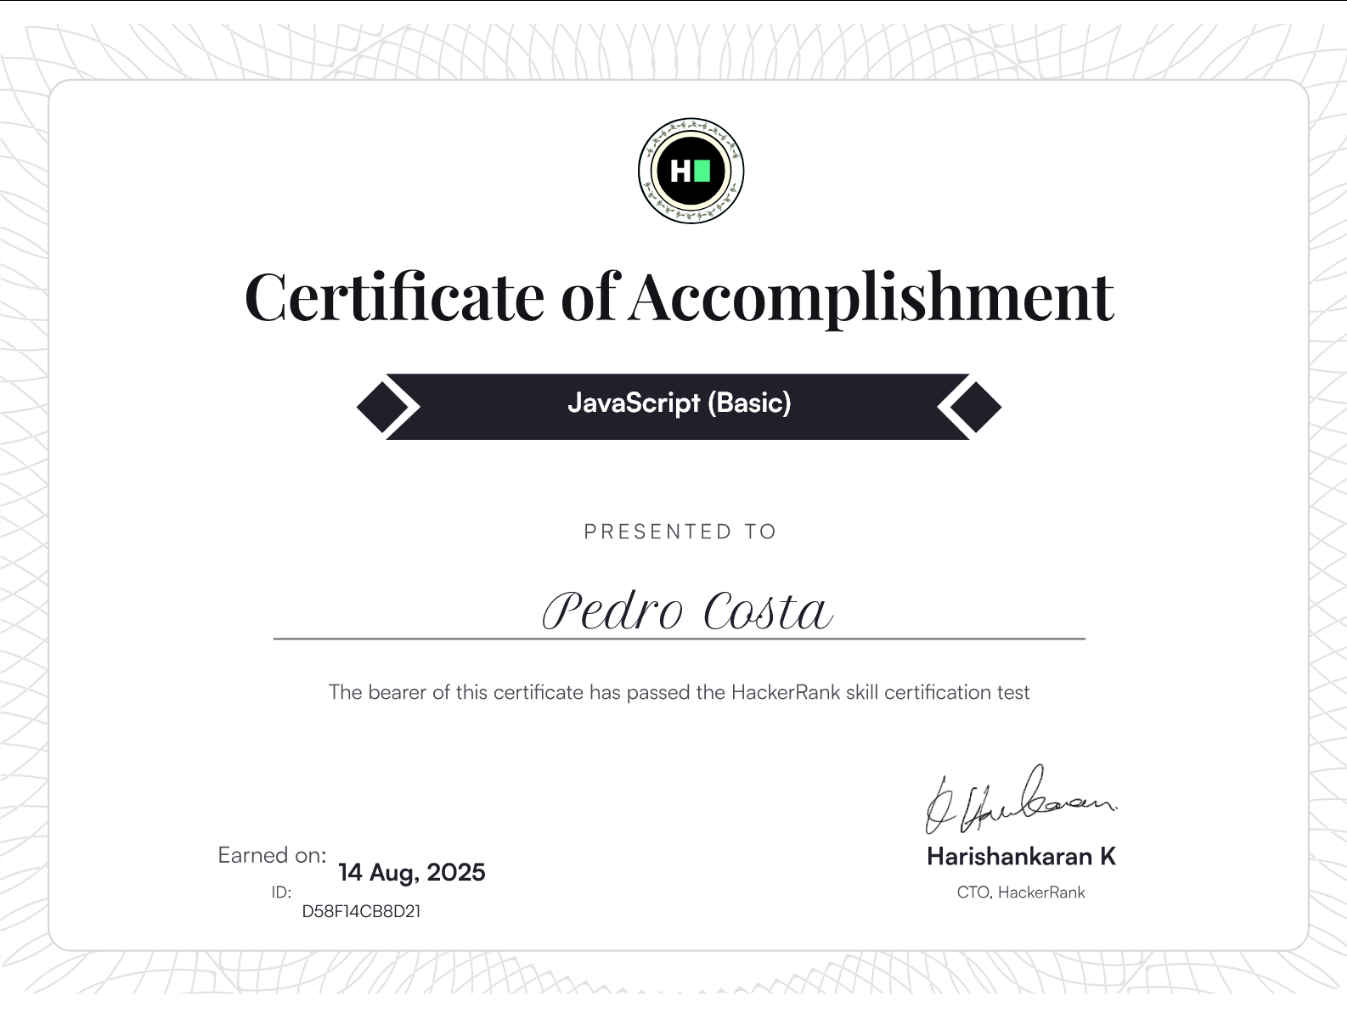 H
Certificate of Accomplishment
JavaScript (Basic)
PRESENTED TO
Pedro Costa
The bearer of this certificate has passed the HackerRank skill certification test
Earned on:
14 Aug, 2025
ID:
D58F14CB8D21
Harishankaran K
CTO, HackerRank